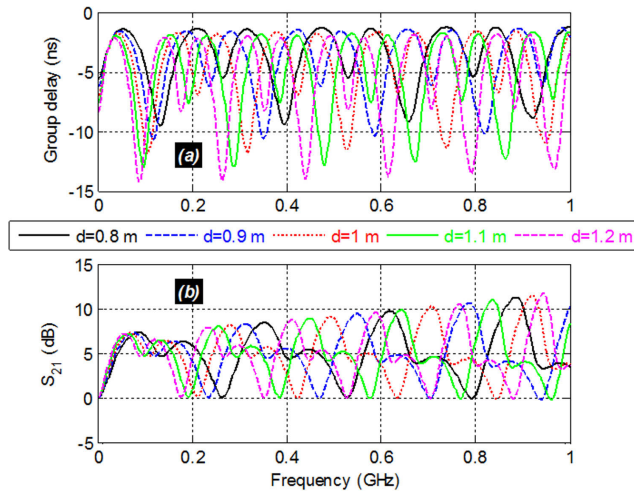 0
-5
-10
-15
Group delay (ns)
(a)
0 0.2 0.4 0.6 0.8 1
d=0.8 m d=0.9 m d=1 m d=1.1 m d=1.2 m
15
10
5
0
-5
S21 (dB)
(b)
0 0.2 0.4 0.6 0.8 1
Frequency (GHz)